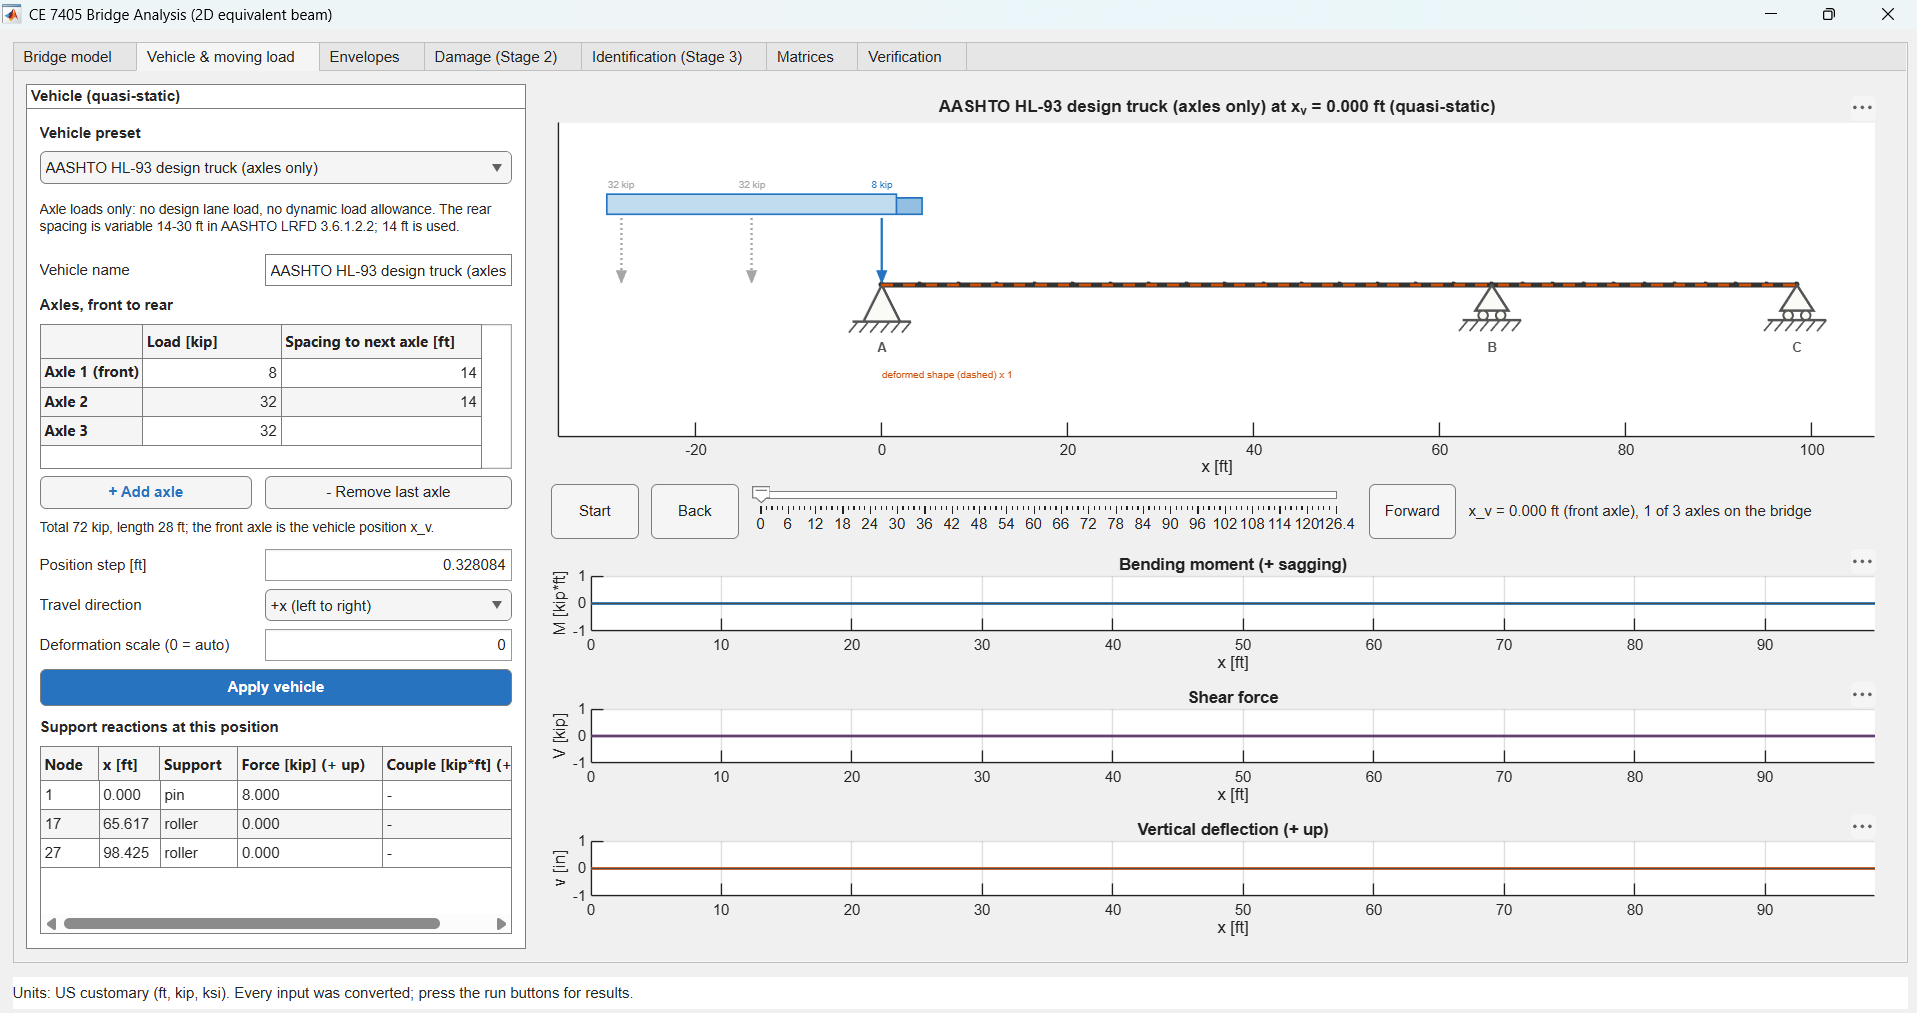 CE 7405 Bridge Analysis (2D equivalent beam)
Bridge model
Vehicle & moving load
Envelopes
Damage (Stage 2)
Identification (Stage 3)
Matrices
Verification
Vehicle (quasi-static)
Vehicle preset
AASHTO HL-93 design truck (axles only)
Axle loads only: no design lane load, no dynamic load allowance. The rear
spacing is variable 14-30 ft in AASHTO LRFD 3.6.1.2.2; 14 ft is used.
Vehicle name
AASHTO HL-93 design truck (axles
Axles, front to rear
Load [kip] Spacing to next axle [ft]
Axle 1 (front) 8 14
Axle 2 32 14
Axle 3 32
+ Add axle
- Remove last axle
Total 72 kip, length 28 ft; the front axle is the vehicle position x_v.
Position step [ft] 0.328084
Travel direction +x (left to right)
Deformation scale (0 = auto) 0
Apply vehicle
Support reactions at this position
Node x [ft] Support Force [kip] (+ up) Couple [kip*ft] (+
1 0.000 pin 8.000 -
17 65.617 roller 0.000 -
27 98.425 roller 0.000 -
AASHTO HL-93 design truck (axles only) at xv = 0.000 ft (quasi-static)
32 kip 32 kip 8 kip
A B C
deformed shape (dashed) x 1
-20 0 20 40 60 80 100
x [ft]
Start
Back
0 6 12 18 24 30 36 42 48 54 60 66 72 78 84 90 96 102 108 114 120 126.4
Forward
x_v = 0.000 ft (front axle), 1 of 3 axles on the bridge
Bending moment (+ sagging)
M [kip*ft]
1
0
-1
0 10 20 30 40 50 60 70 80 90
x [ft]
Shear force
V [kip]
1
0
-1
0 10 20 30 40 50 60 70 80 90
x [ft]
Vertical deflection (+ up)
v [in]
1
0
-1
0 10 20 30 40 50 60 70 80 90
x [ft]
Units: US customary (ft, kip, ksi). Every input was converted; press the run buttons for results.